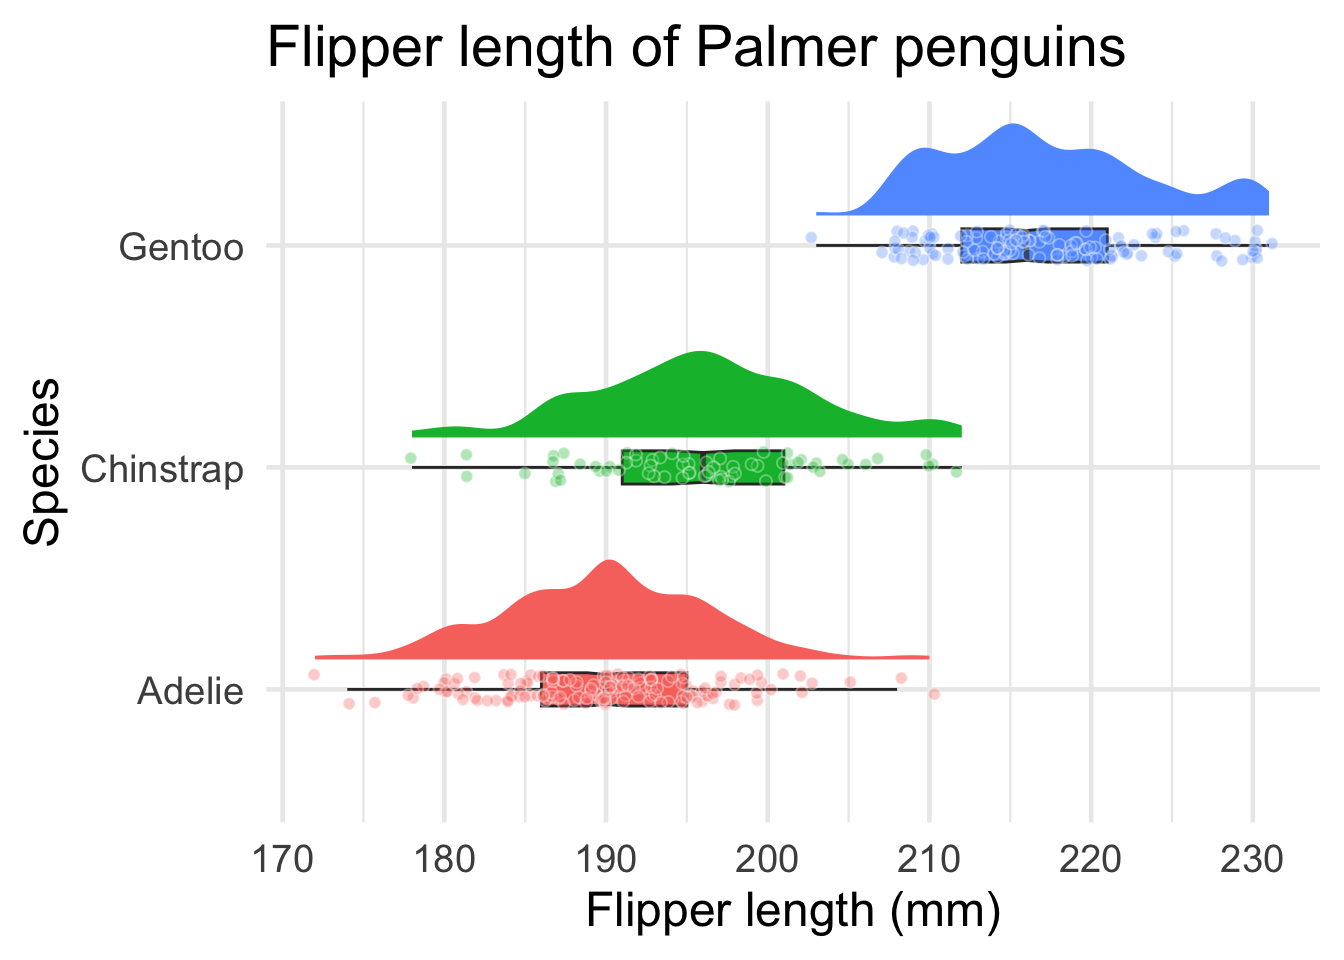 Flipper length of Palmer penguins
Species
Gentoo
Chinstrap
Adelie
170 180 190 200 210 220 230
Flipper length (mm)